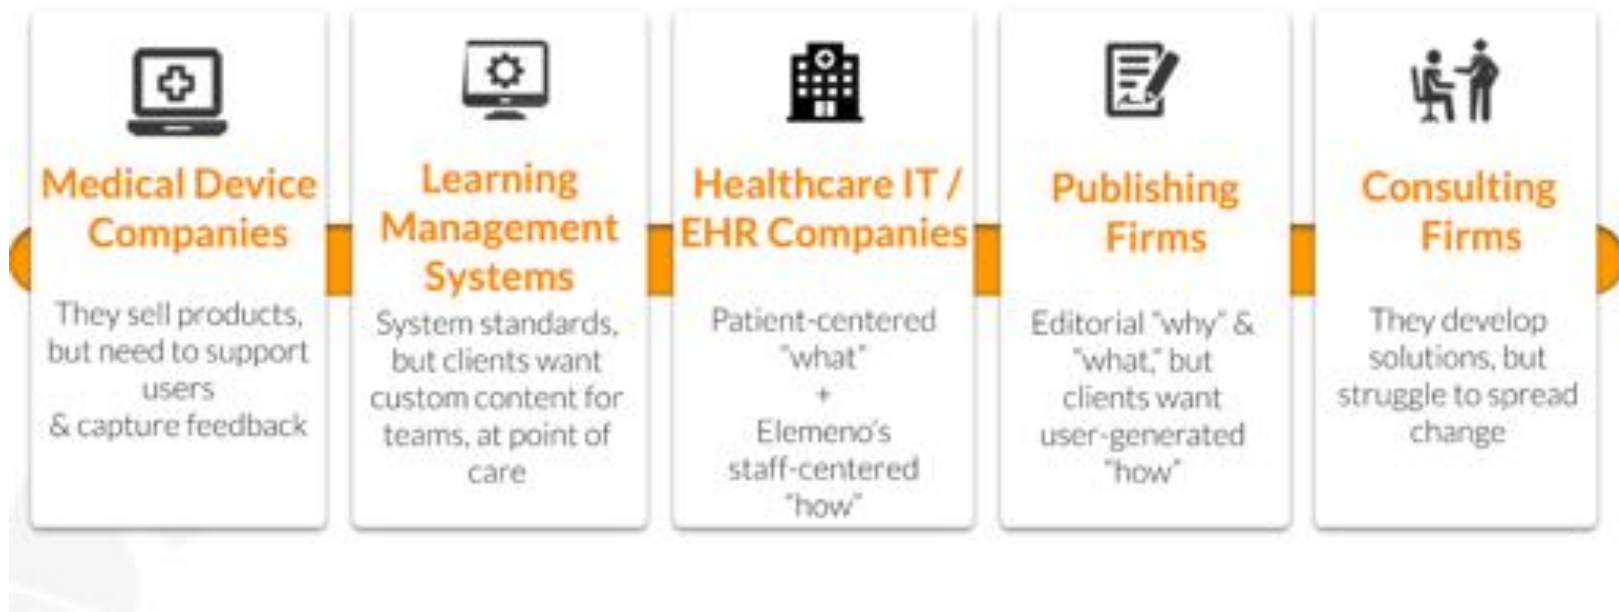 Medical Device
Companies
They sell products,
but need to support
users
& capture feedback
Learning
Management
Systems
System standards,
but clients want
custom content for
teams, at point of
care
Healthcare IT /
EHR Companies
Patient-centered
"what"
+
Elemeno's
staff-centered
"how"
Publishing
Firms
Editorial "why" &
"what," but
clients want
user-generated
"how"
Consulting
Firms
They develop
solutions, but
struggle to spread
change